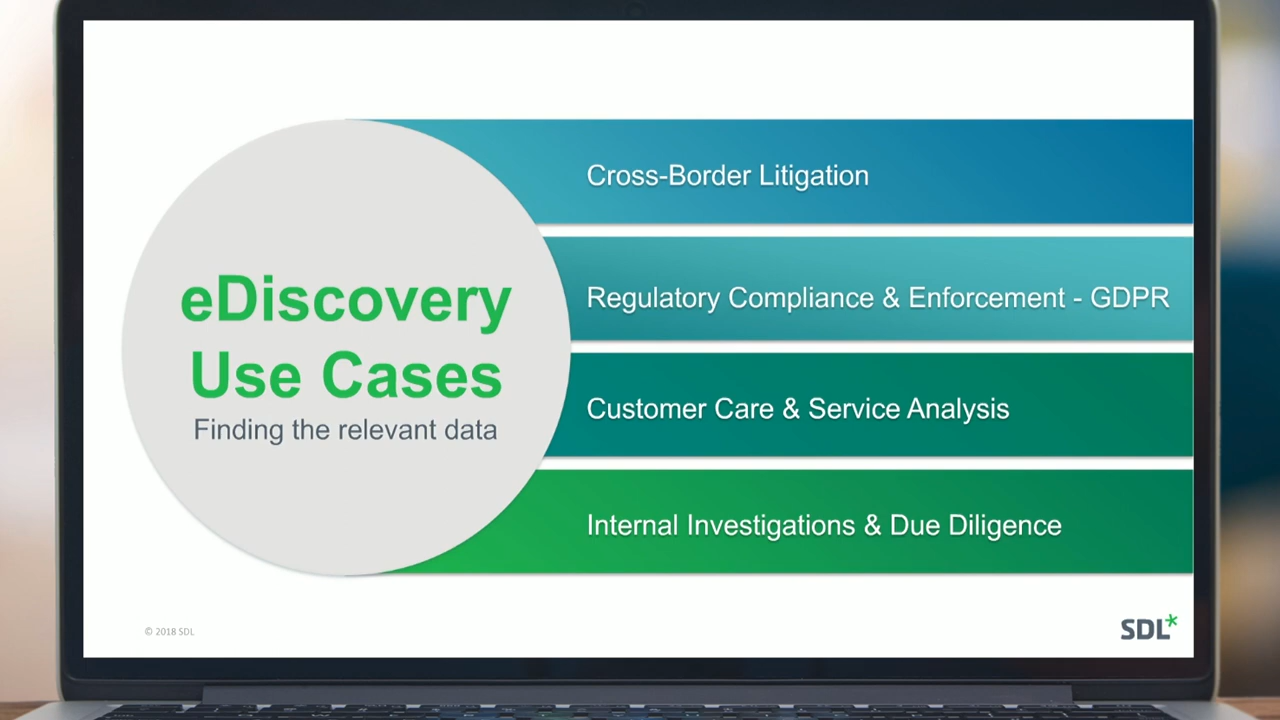 eDiscovery
Use Cases
Finding the relevant data
Cross-Border Litigation
Regulatory Compliance & Enforcement - GDPR
Customer Care & Service Analysis
Internal Investigations & Due Diligence
© 2018 SDL
SDL*